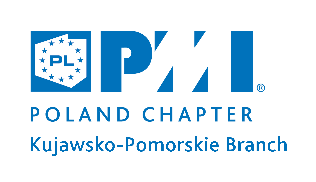 PL PMI ®
POLAND CHAPTER
Kujawsko-Pomorskie Branch